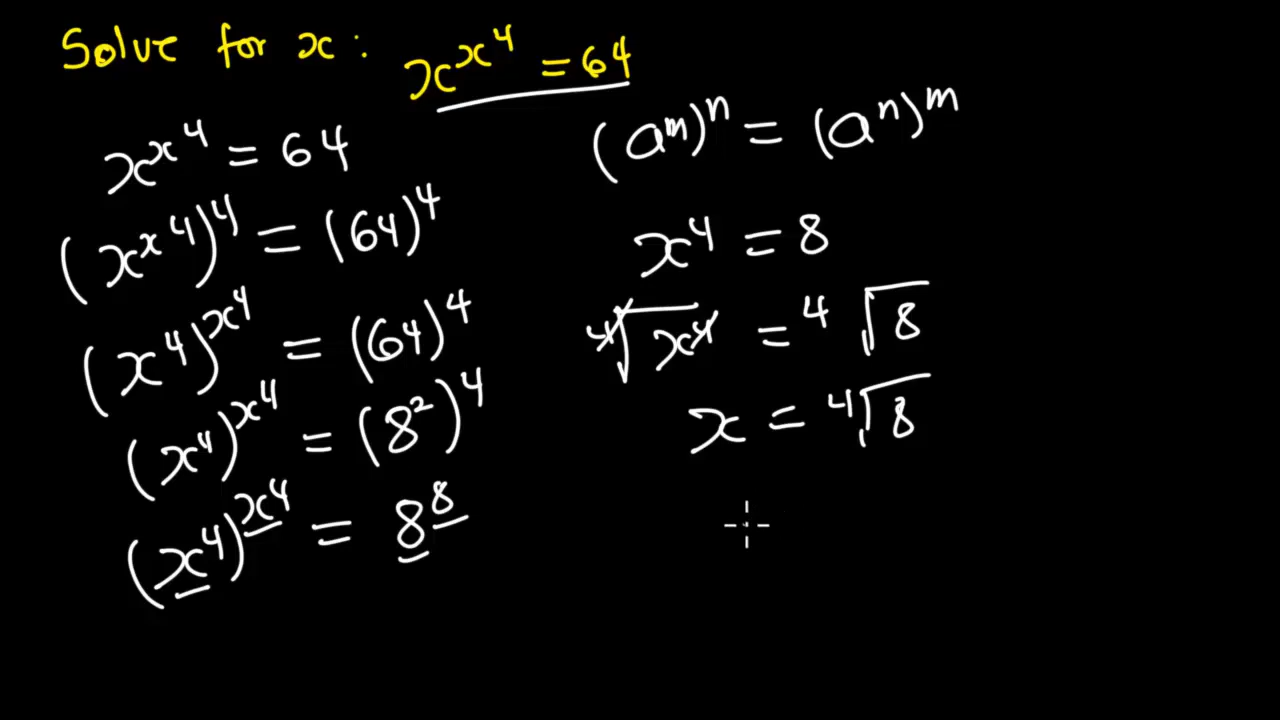 Solve for x : x^{x^4} = 64
x^{x^4} = 64
(x^{x^4})^4 = (64)^4
(x^4)^{x^4} = (64)^4
(x^4)^{x^4} = (8^2)^4
(x^4)^{x^4} = 8^8
(a^m)^n = (a^n)^m
x^4 = 8
⁴√x^4 = ⁴√8
x = ⁴√8